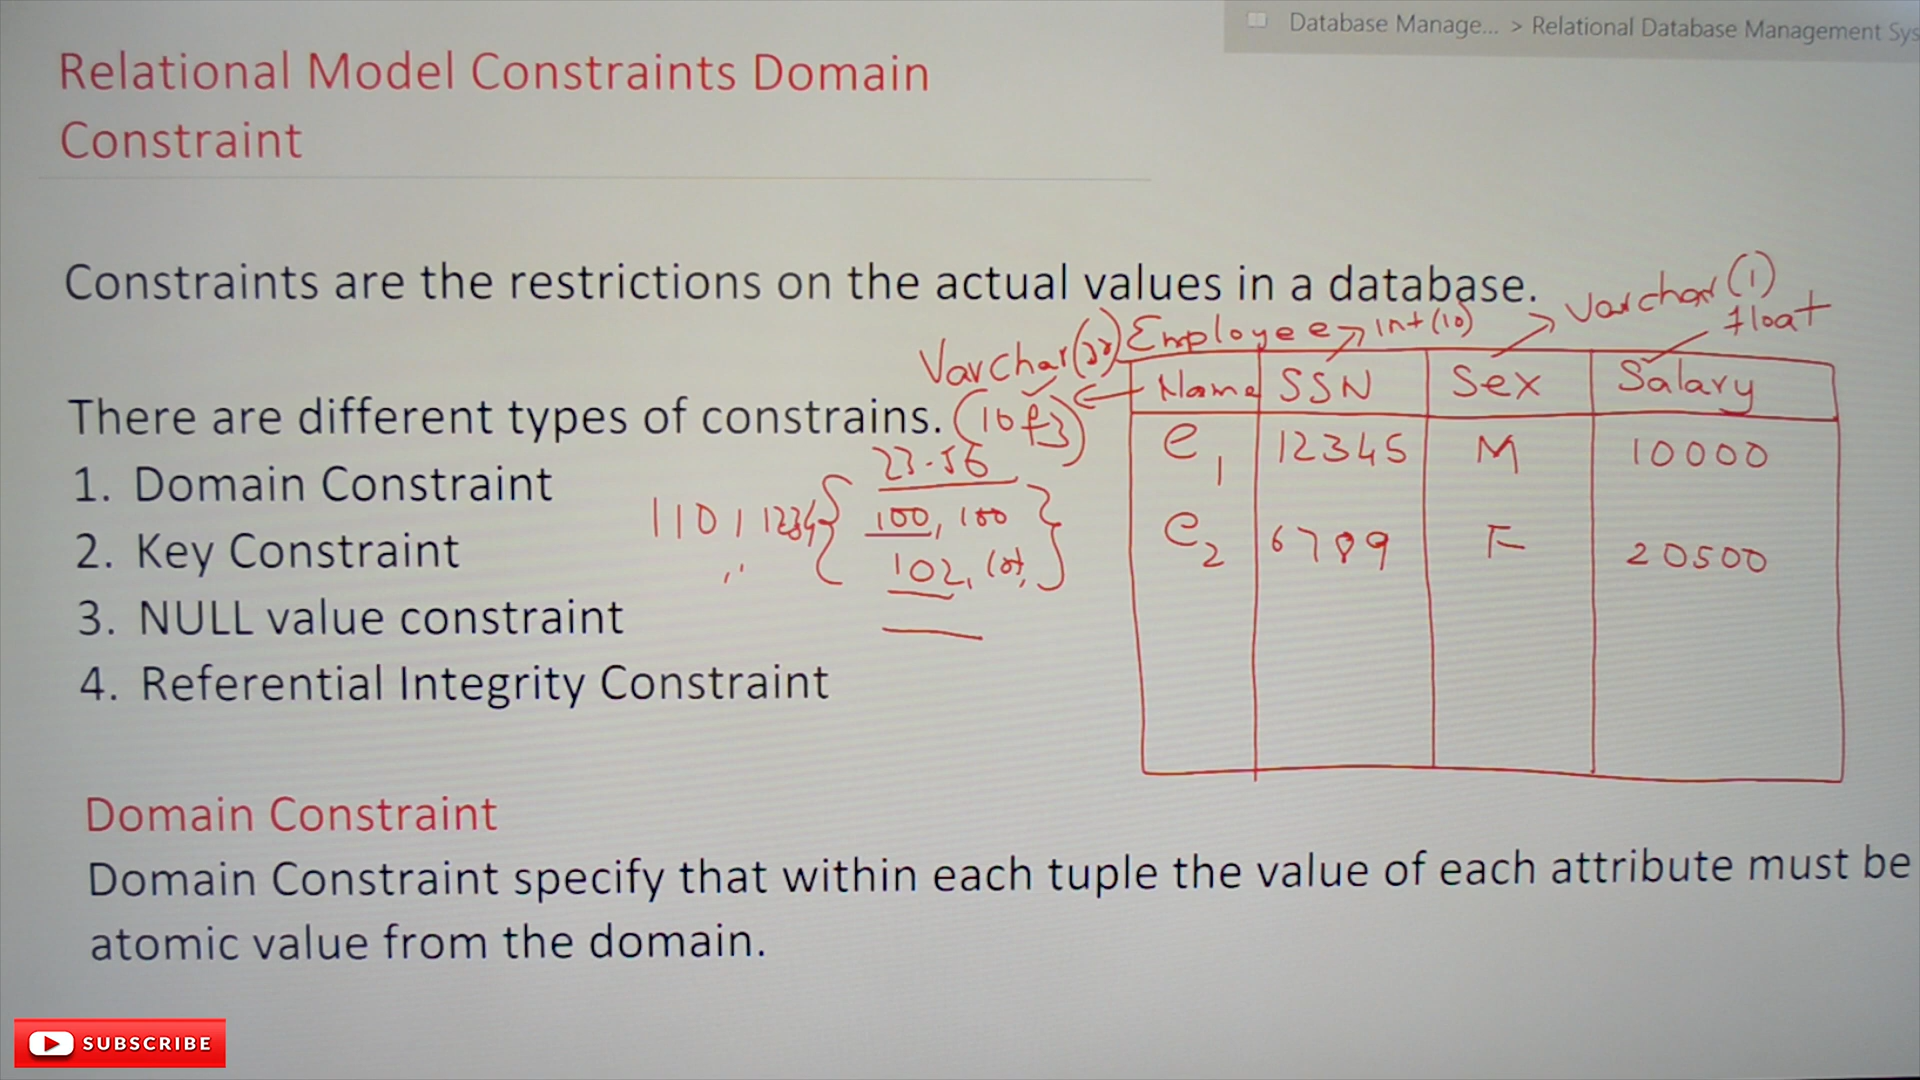 Database Manage... > Relational Database Management Sys
Relational Model Constraints Domain
Constraint
Constraints are the restrictions on the actual values in a database.
Varchar(1)
float
Employee
int(10)
Varchar
Name SSN Sex Salary
There are different types of constrains.
e1 12345 M 10000
23.56
1. Domain Constraint
110, 1234
100, 100
e2 6789 F 20500
2. Key Constraint
102, 101,
3. NULL value constraint
4. Referential Integrity Constraint
Domain Constraint
Domain Constraint specify that within each tuple the value of each attribute must be
atomic value from the domain.
SUBSCRIBE